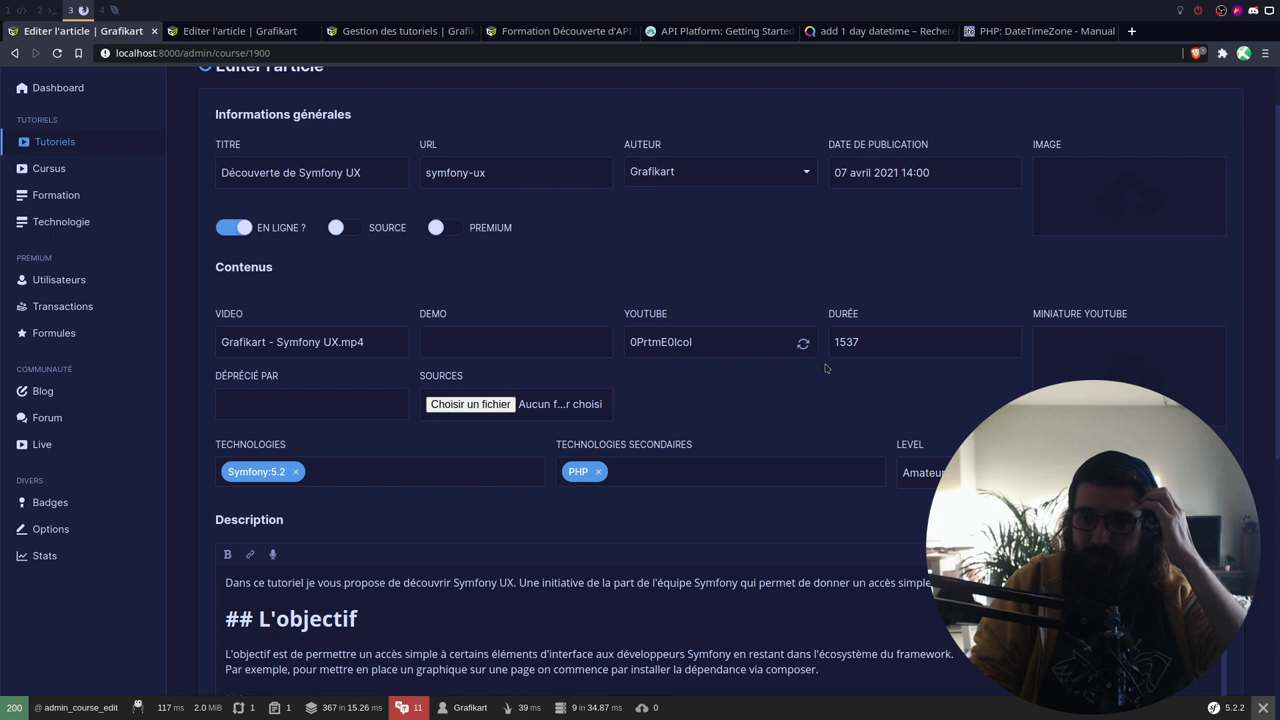 1 2 3 4
Editer l'article | Grafikart Editer l'article | Grafikart Gestion des tutoriels | Grafik Formation Découverte d'API API Platform: Getting Started add 1 day datetime – Recher PHP: DateTimeZone - Manual
localhost:8000/admin/course/1900
Editer l'article
Dashboard
TUTORIELS
Tutoriels
Cursus
Formation
Technologie
PREMIUM
Utilisateurs
Transactions
Formules
COMMUNAUTÉ
Blog
Forum
Live
DIVERS
Badges
Options
Stats
Informations générales
TITRE URL AUTEUR DATE DE PUBLICATION IMAGE
Découverte de Symfony UX symfony-ux Grafikart 07 avril 2021 14:00
EN LIGNE ? SOURCE PREMIUM
Contenus
VIDEO DEMO YOUTUBE DURÉE MINIATURE YOUTUBE
Grafikart - Symfony UX.mp4 0PrtmE0IcoI 1537
DÉPRÉCIÉ PAR SOURCES
Choisir un fichier Aucun f...r choisi
TECHNOLOGIES TECHNOLOGIES SECONDAIRES LEVEL
Symfony:5.2 × PHP × Amateu
Description
B
Dans ce tutoriel je vous propose de découvrir Symfony UX. Une initiative de la part de l'équipe Symfony qui permet de donner un accès simple
## L'objectif
L'objectif est de permettre un accès simple à certains éléments d'interface aux développeurs Symfony en restant dans l'écosystème du framework.
Par exemple, pour mettre en place un graphique sur une page on commence par installer la dépendance via composer.
200 @ admin_course_edit 117 ms 2.0 MiB 1 1 367 in 15.26 ms 11 Grafikart 39 ms 9 in 34.87 ms 0 5.2.2